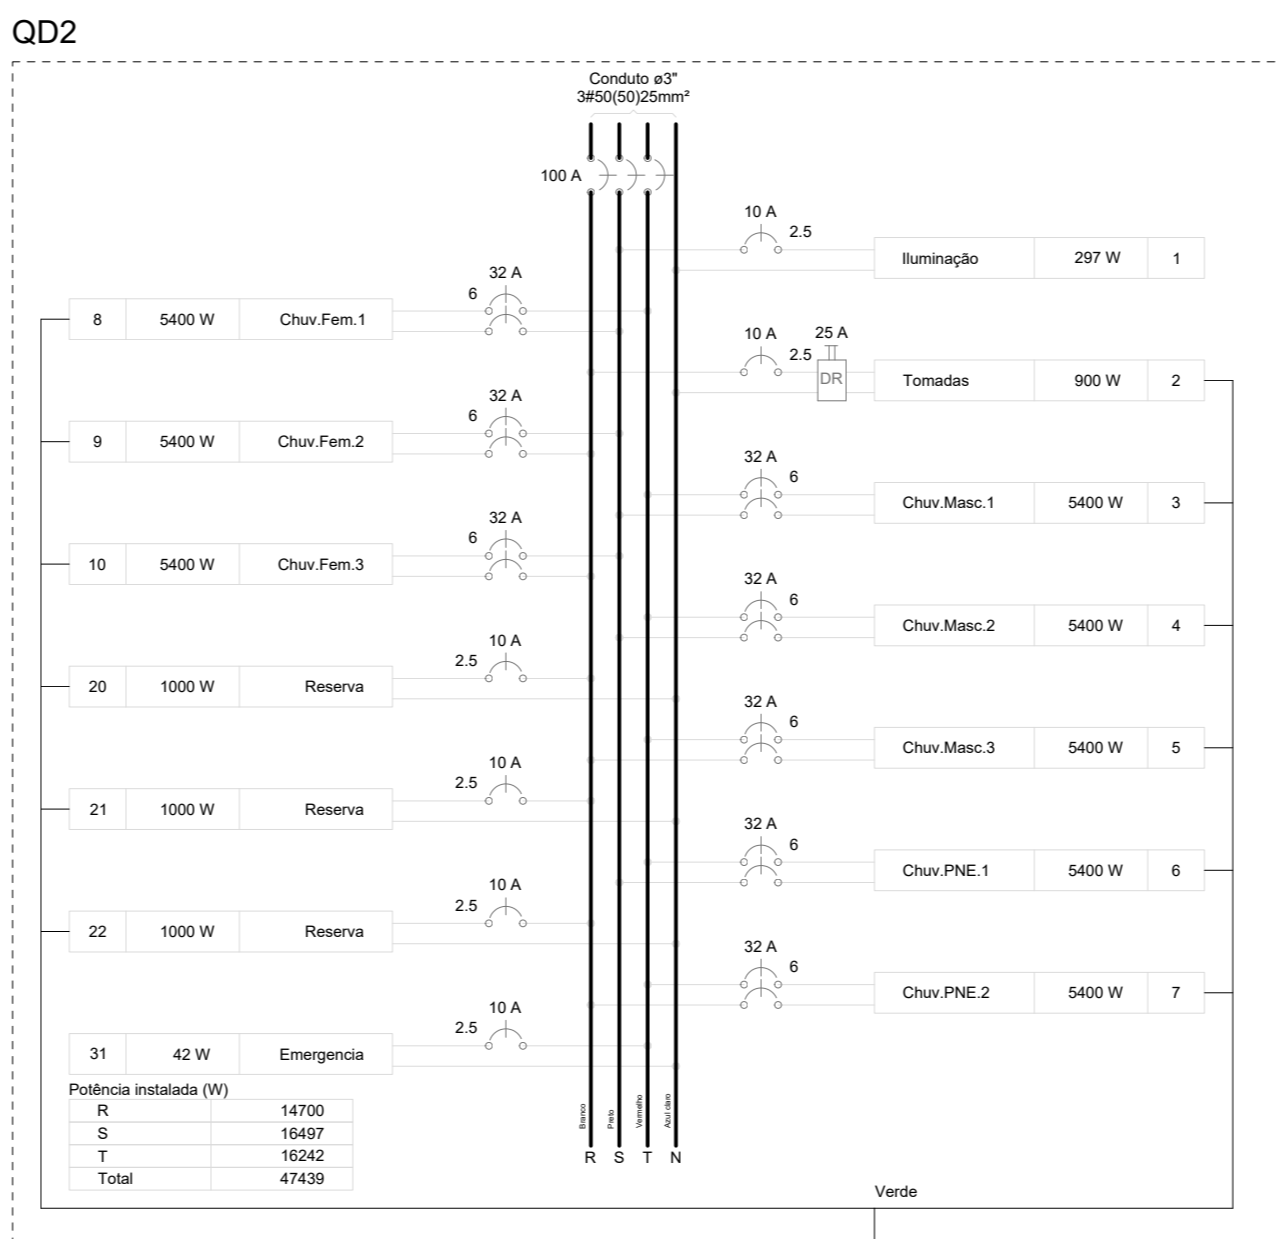 QD2
Conduto ø3"
3#50(50)25mm²
100 A
10 A
2.5
Iluminação 297 W 1
32 A
6
8 5400 W Chuv.Fem.1
10 A
2.5
25 A
DR
Tomadas 900 W 2
32 A
6
9 5400 W Chuv.Fem.2
32 A
6
Chuv.Masc.1 5400 W 3
32 A
6
10 5400 W Chuv.Fem.3
32 A
6
Chuv.Masc.2 5400 W 4
10 A
2.5
20 1000 W Reserva
32 A
6
Chuv.Masc.3 5400 W 5
10 A
2.5
21 1000 W Reserva
32 A
6
Chuv.PNE.1 5400 W 6
10 A
2.5
22 1000 W Reserva
32 A
6
Chuv.PNE.2 5400 W 7
10 A
2.5
31 42 W Emergencia
Potência instalada (W)
R 14700
S 16497
T 16242
Total 47439
Branco
Preto
Vermelho
Azul claro
R S T N
Verde